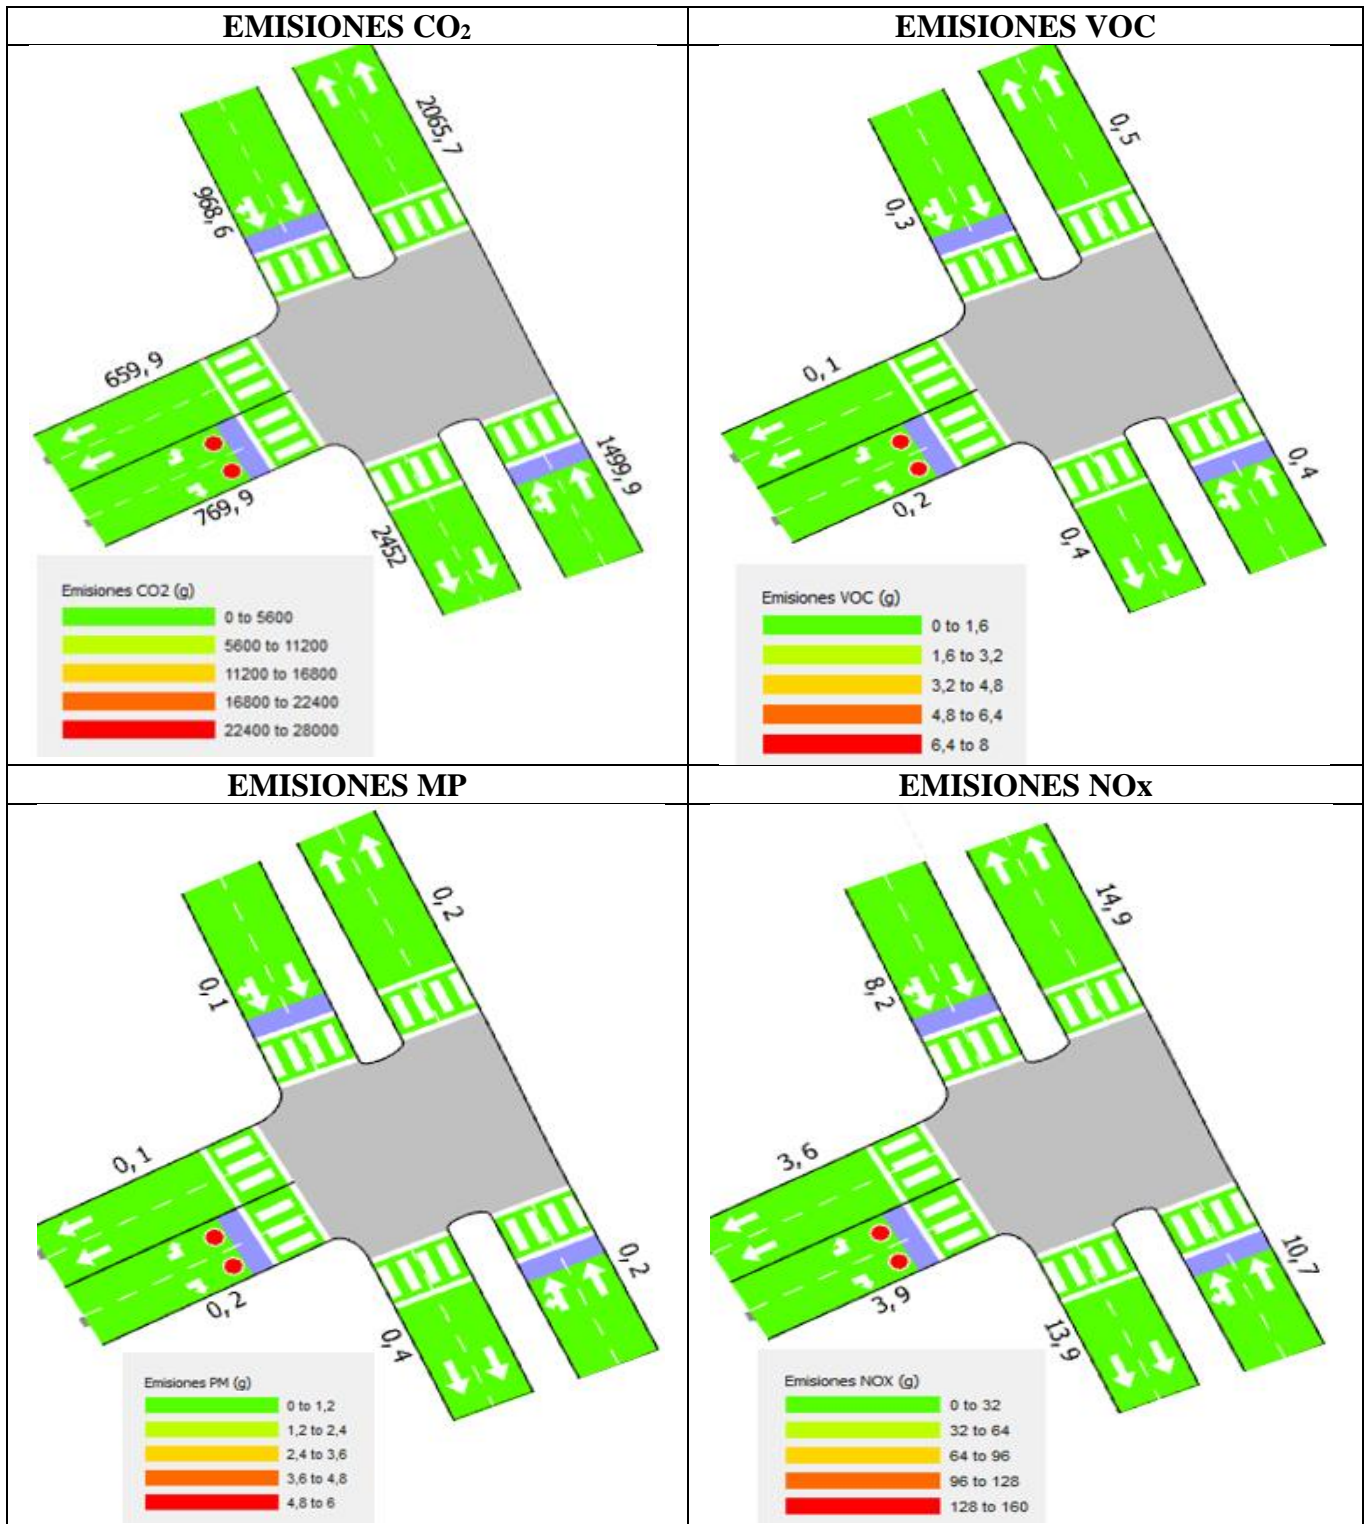 EMISIONES CO₂
EMISIONES VOC
2065,7
968,6
659,9
769,9
2452
1499,9
Emisiones CO2 (g)
0 to 5600
5600 to 11200
11200 to 16800
16800 to 22400
22400 to 28000
0,5
0,3
0,1
0,2
0,4
0,4
Emisiones VOC (g)
0 to 1,6
1,6 to 3,2
3,2 to 4,8
4,8 to 6,4
6,4 to 8
EMISIONES MP
EMISIONES NOx
0,2
0,1
0,1
0,2
0,4
0,2
Emisiones PM (g)
0 to 1,2
1,2 to 2,4
2,4 to 3,6
3,6 to 4,8
4,8 to 6
14,9
8,2
3,6
3,9
13,9
10,7
Emisiones NOX (g)
0 to 32
32 to 64
64 to 96
96 to 128
128 to 160